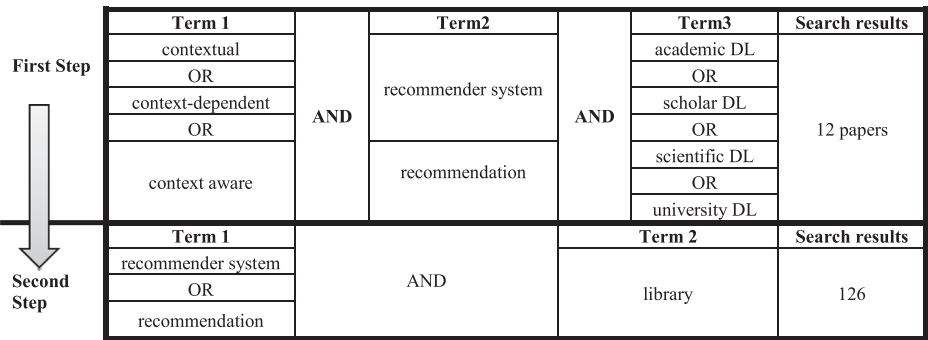 First Step
Term 1
contextual
OR
context-dependent
OR
context aware
AND
Term2
recommender system
recommendation
AND
Term3
academic DL
OR
scholar DL
OR
scientific DL
OR
university DL
Search results
12 papers
Second
Step
Term 1
recommender system
OR
recommendation
AND
Term 2
library
Search results
126